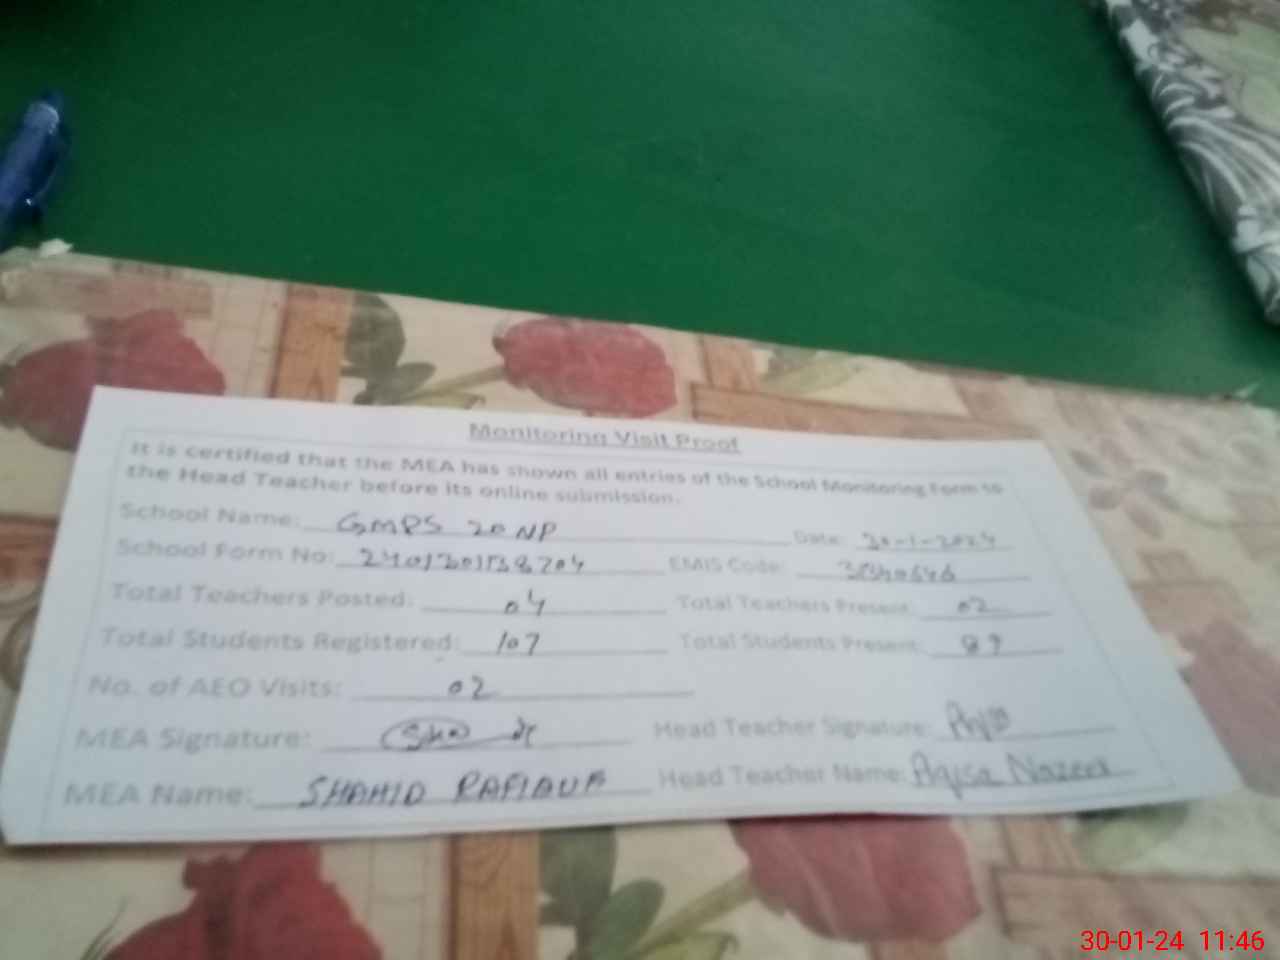 Monitoring Visit Proof
It is certified that the MEA has shown all entries of the School Monitoring Form to
the Head Teacher before its online submission.
School Name: GMPS 20 NP Date: 30-1-2024
School Form No: EMIS Code:
Total Teachers Posted: 04 Total Teachers Present: 02
Total Students Registered: 107 Total Students Present:
No. of AEO Visits: 02
MEA Signature: Head Teacher Signature:
MEA Name: SHAHID Head Teacher Name: Aqisa Nazeer
30-01-24 11:46